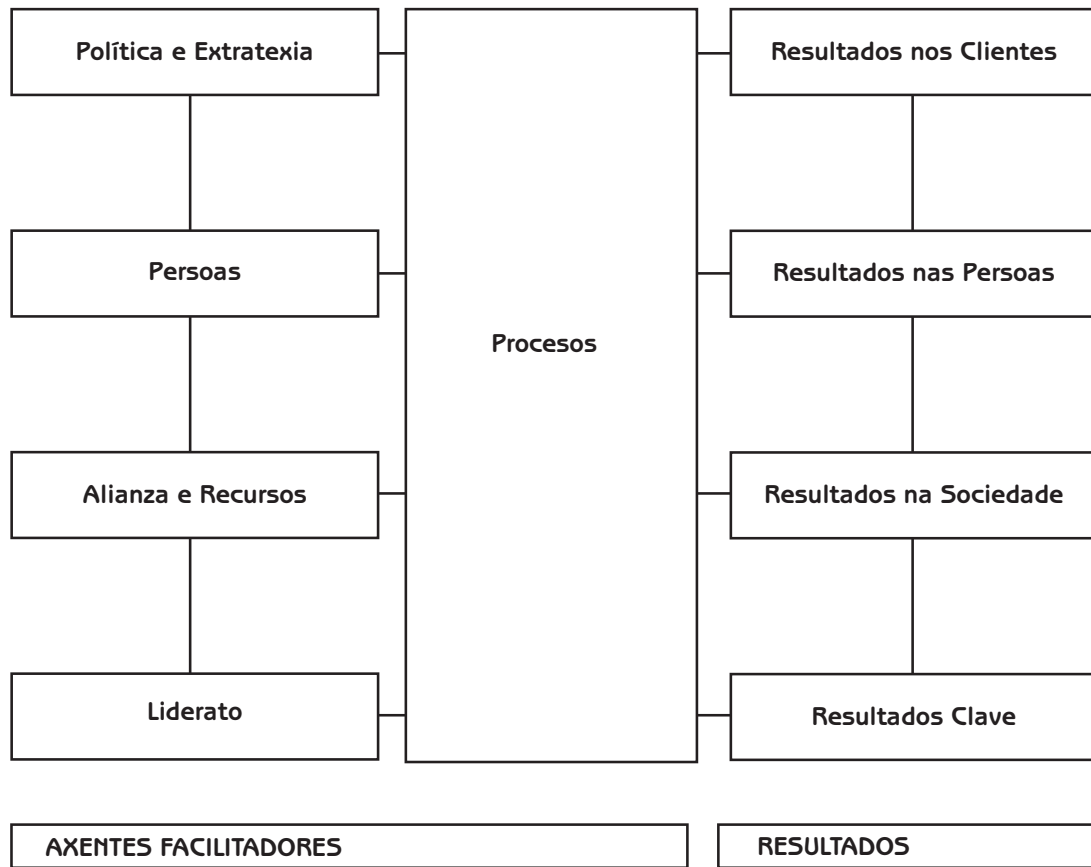 Política e Extratexia
Persoas
Alianza e Recursos
Liderato
Procesos
Resultados nos Clientes
Resultados nas Persoas
Resultados na Sociedade
Resultados Clave
AXENTES FACILITADORES
RESULTADOS